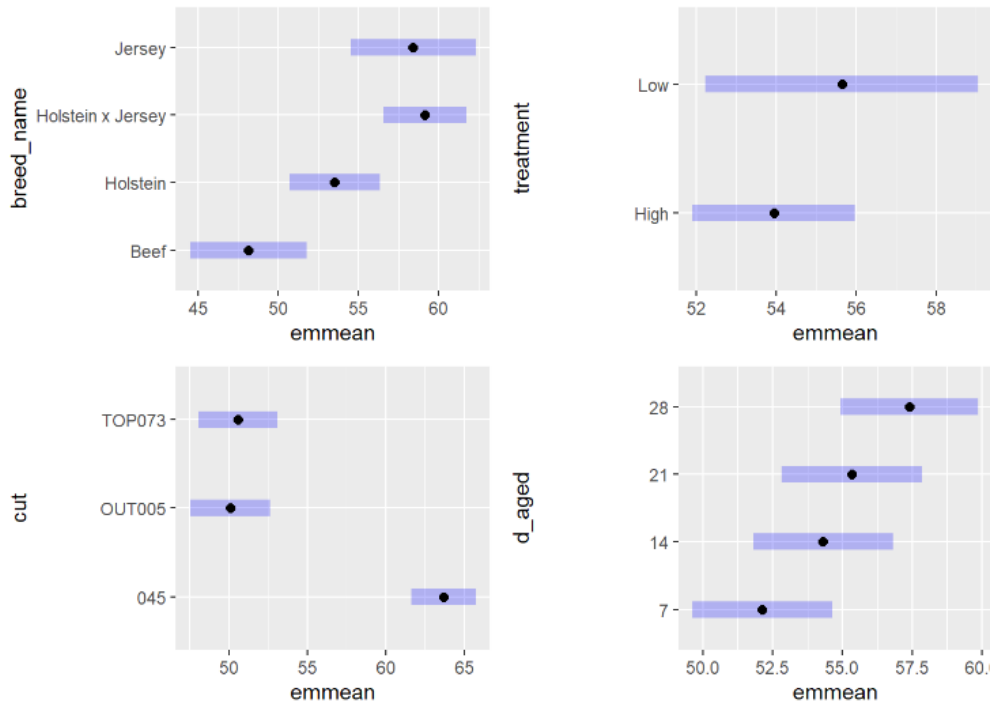 breed_name
Jersey
Holstein x Jersey
Holstein
Beef
45 50 55 60
emmean
treatment
Low
High
52 54 56 58
emmean
cut
TOP073
OUT005
045
50 55 60 65
emmean
d_aged
28
21
14
7
50.0 52.5 55.0 57.5 60.0
emmean